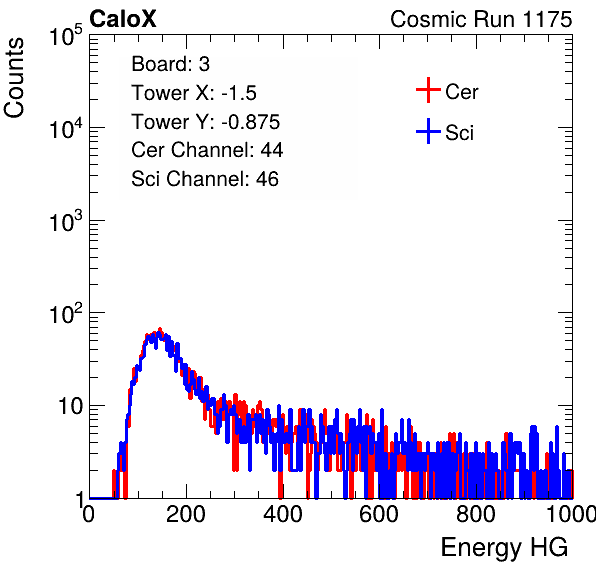 CaloX Cosmic Run 1175
Counts
Board: 3
Tower X: -1.5
Tower Y: -0.875
Cer Channel: 44
Sci Channel: 46
Cer
Sci
10^5
10^4
10^3
10^2
10
1
0 200 400 600 800 1000
Energy HG